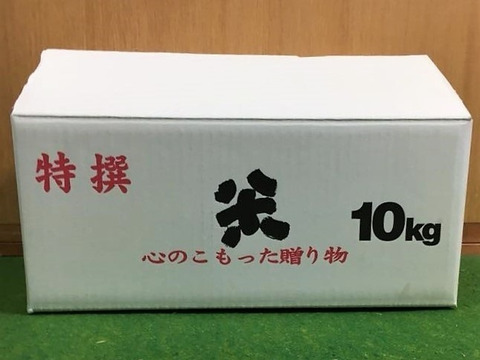 特撰
米
10kg
心のこもった贈り物